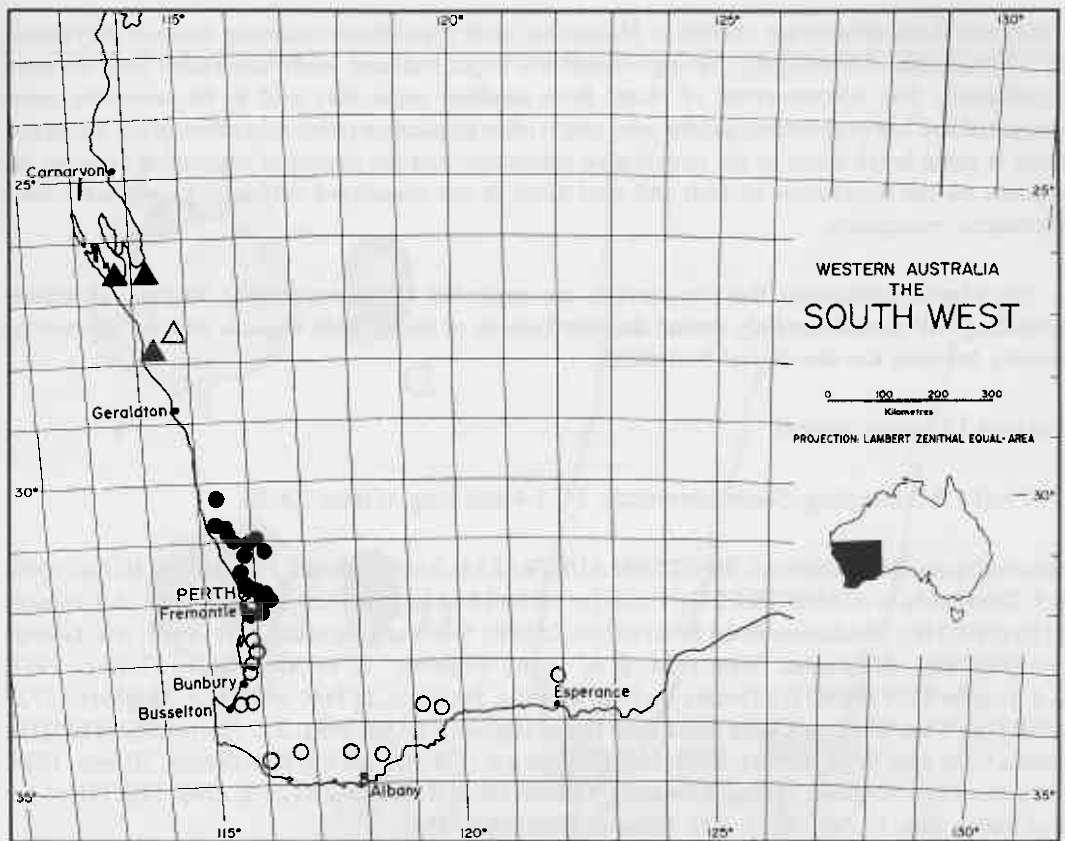 115°
120°
125°
130°
Carnarvon
25°
25°
WESTERN AUSTRALIA
THE
SOUTH WEST
0 100 200 300
Kilometres
PROJECTION: LAMBERT ZENITHAL EQUAL-AREA
Geraldton
30°
30°
PERTH
Fremantle
Bunbury
Busselton
Esperance
Albany
35°
35°
115°
120°
125°
130°